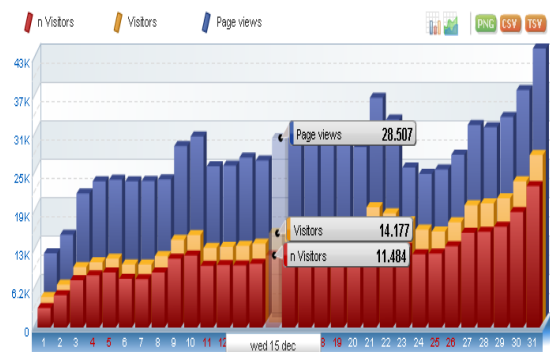 n Visitors Visitors Page views PNG CSV TSV
43K
37K
31K
Page views 28.507
25K
19K
Visitors 14.177
13K
n Visitors 11.484
6.2K
0
1 2 3 4 5 6 7 8 9 10 11 12 wed 15 dec 8 19 20 21 22 23 24 25 26 27 28 29 30 31